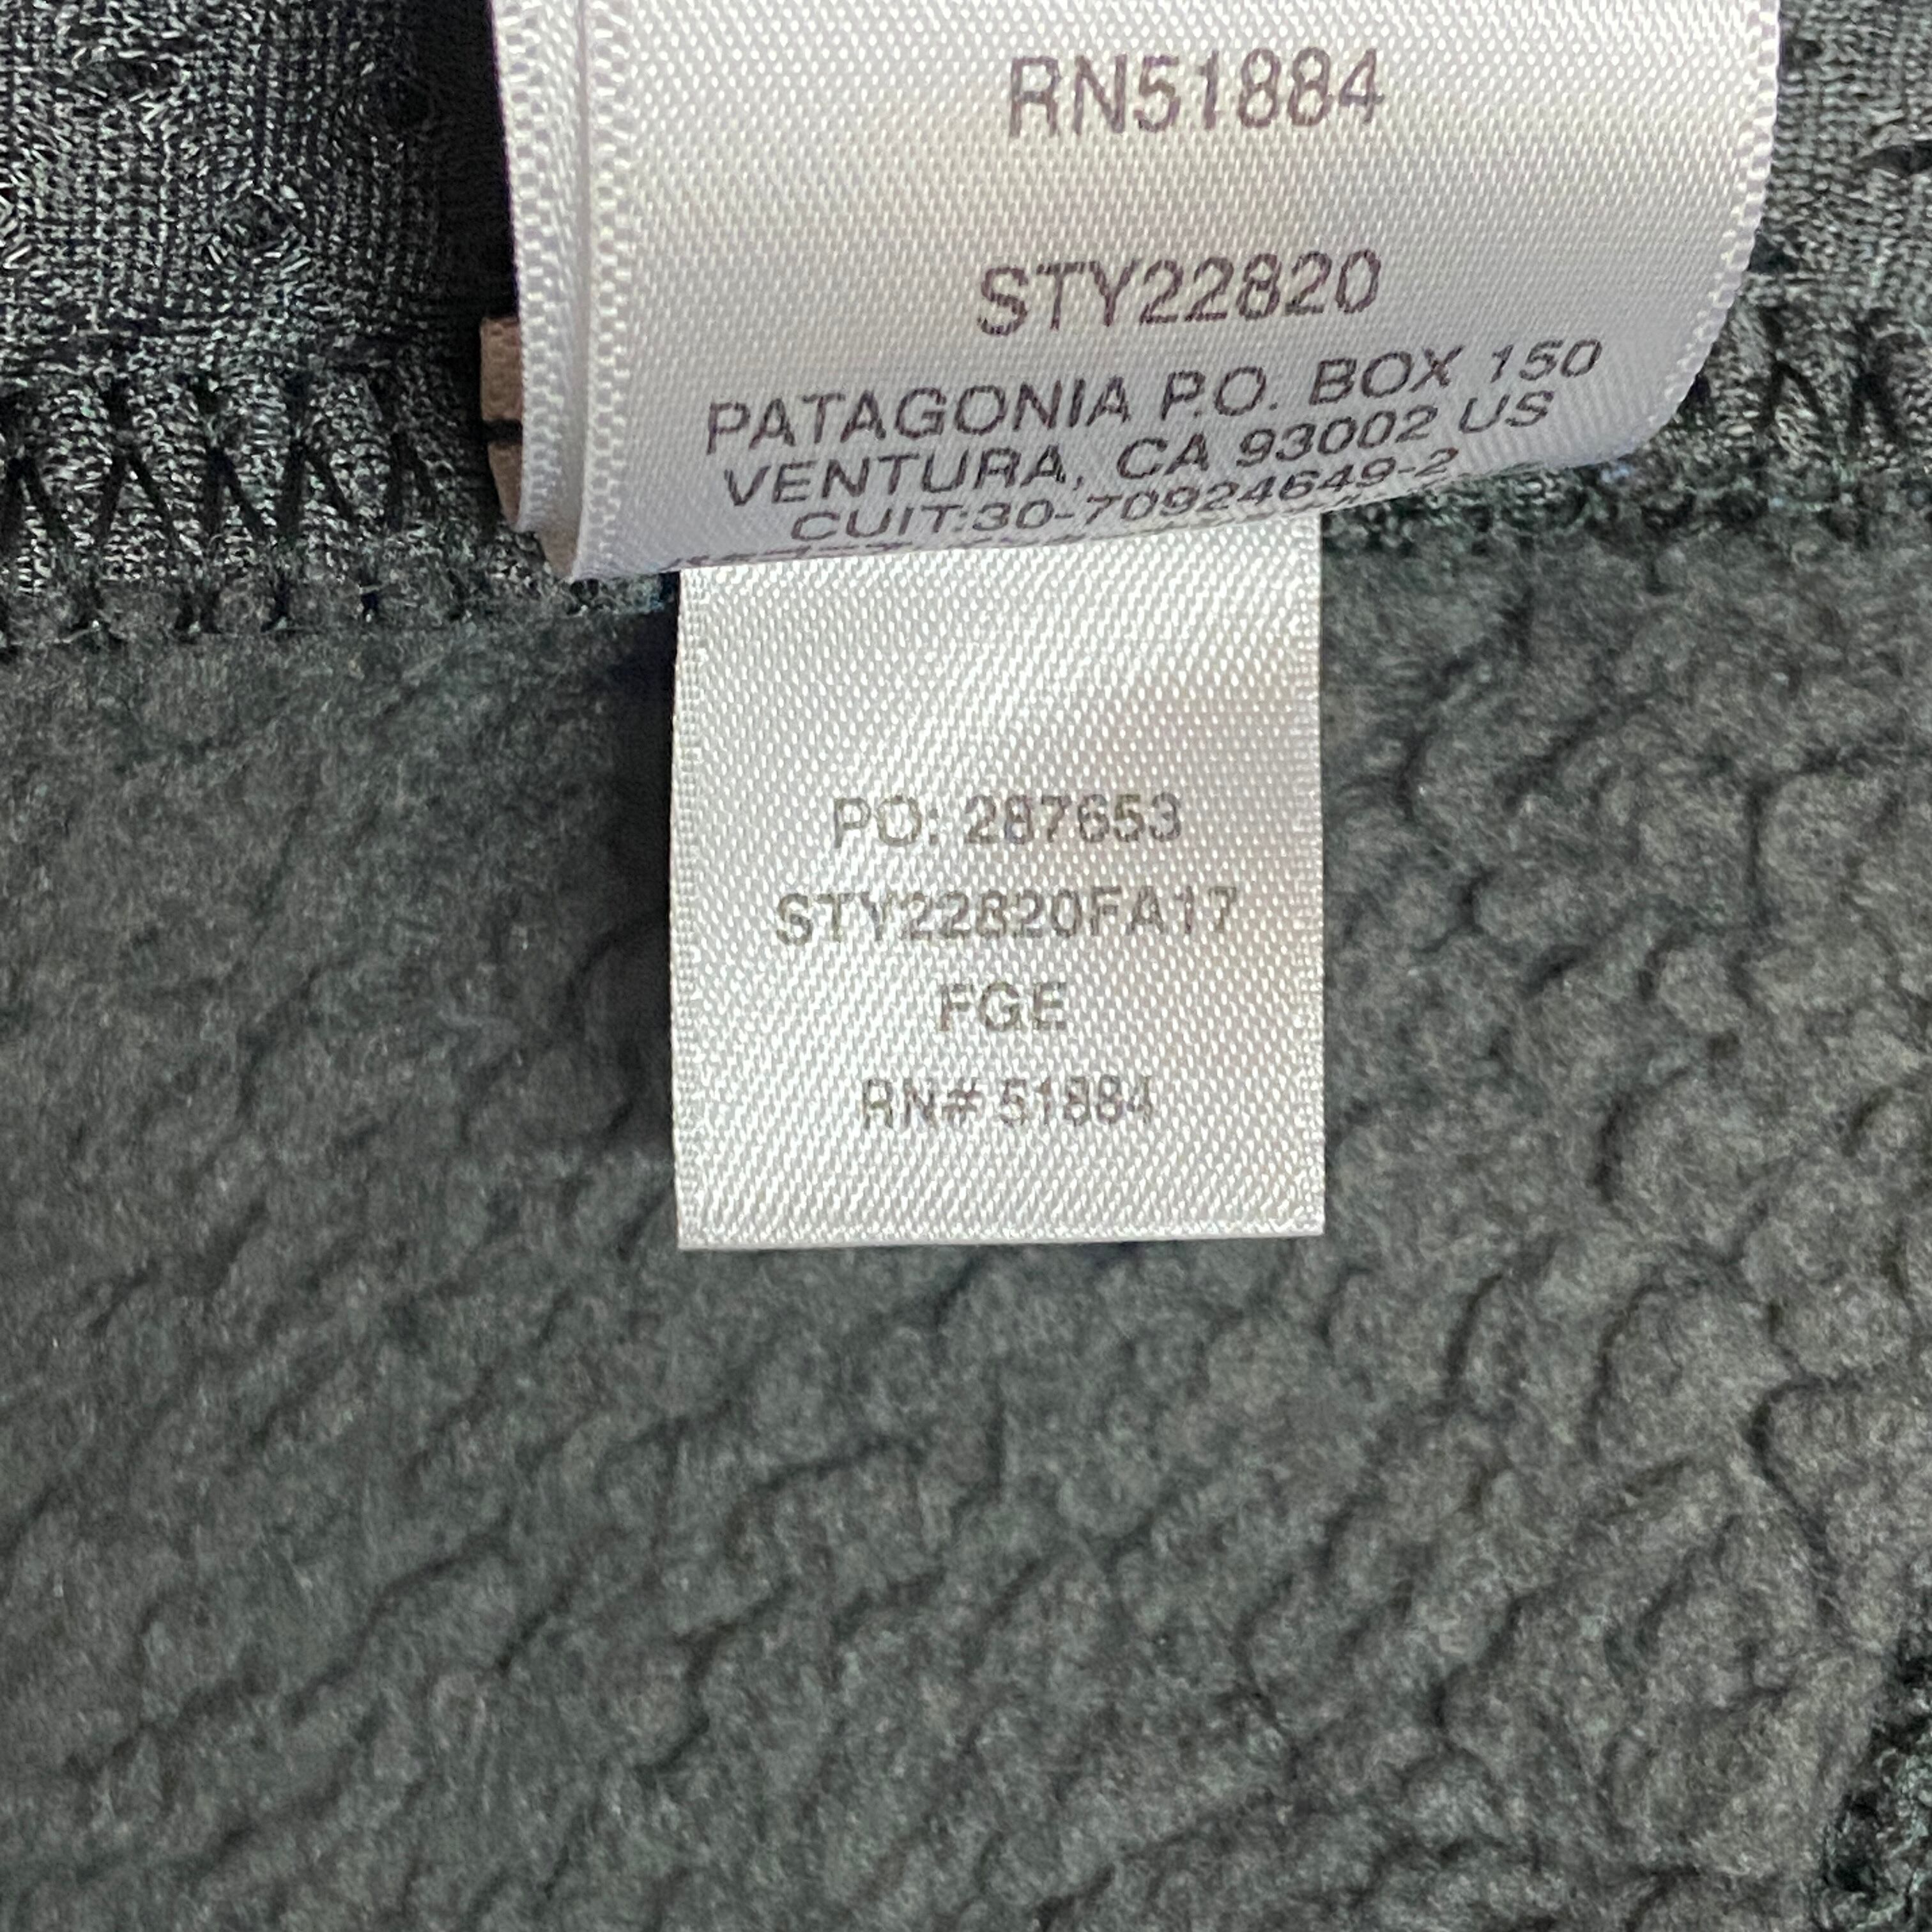 RN51884
STY22820
PATAGONIA P.O. BOX 150
VENTURA, CA 93002 US
CUIT:30-70924649-2
PO: 287653
STY22820FA17
FGE
RN# 51884